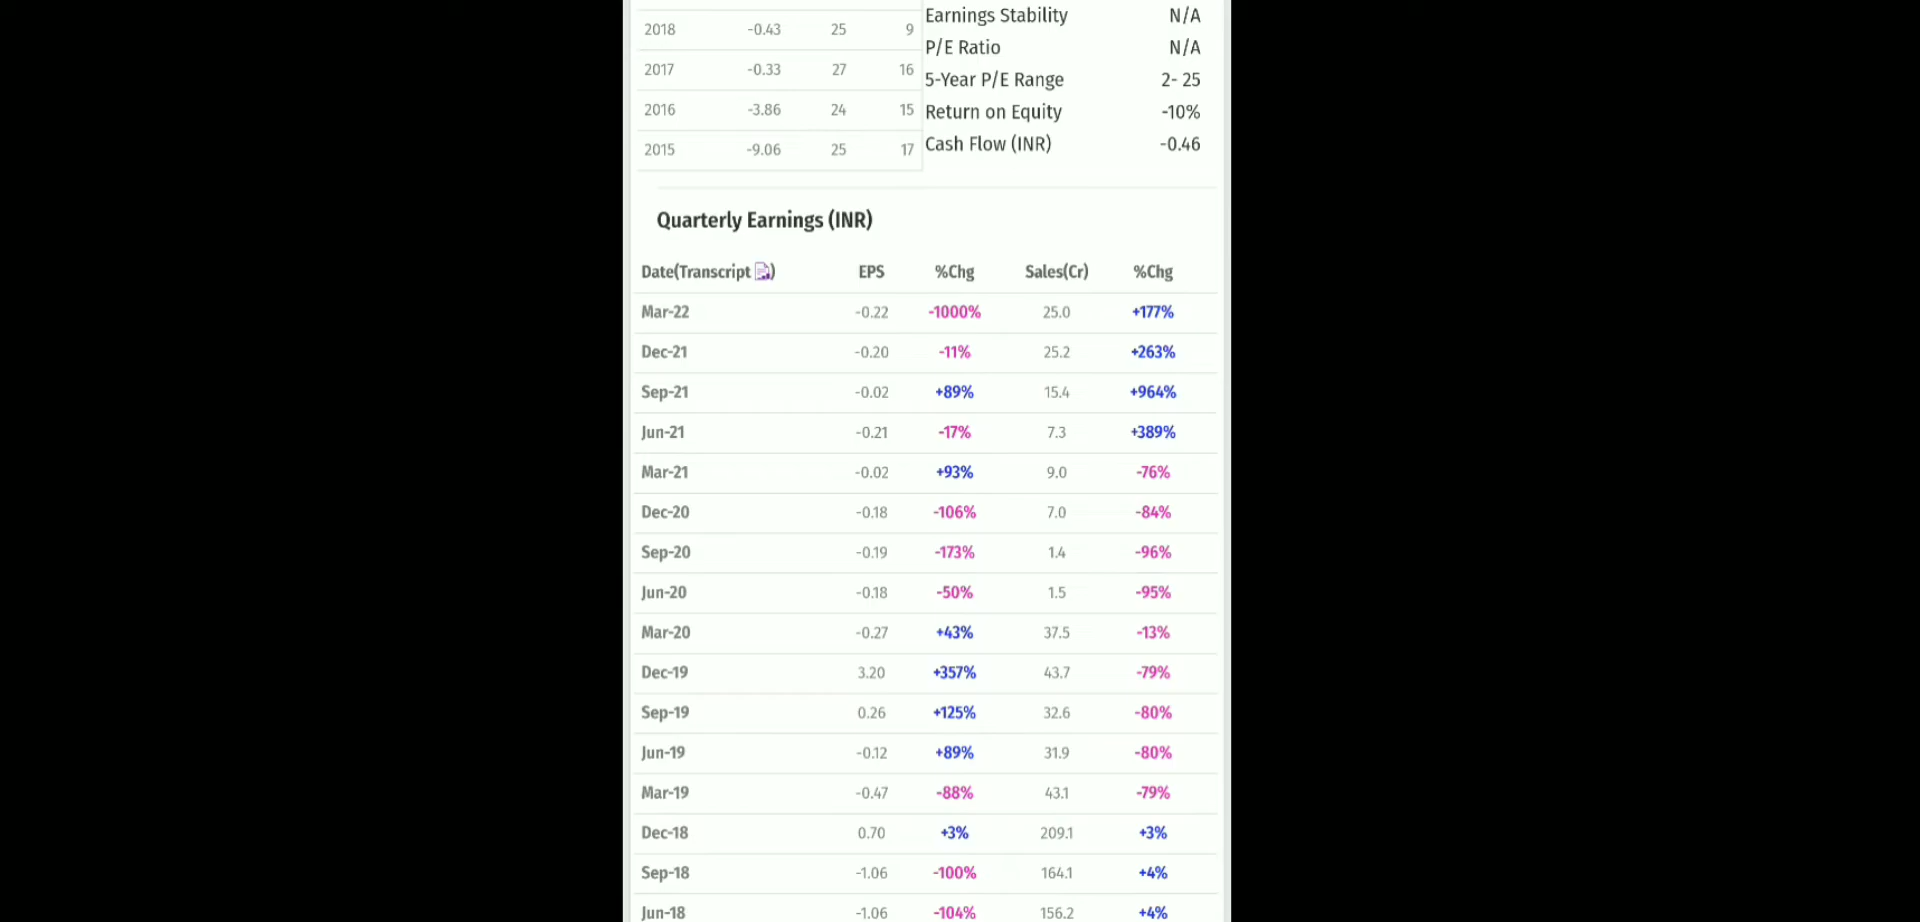 2018 -0.43 25 9
2017 -0.33 27 16
2016 -3.86 24 15
2015 -9.06 25 17
Earnings Stability N/A
P/E Ratio N/A
5-Year P/E Range 2- 25
Return on Equity -10%
Cash Flow (INR) -0.46
Quarterly Earnings (INR)
Date(Transcript ) EPS %Chg Sales(Cr) %Chg
Mar-22 -0.22 -1000% 25.0 +177%
Dec-21 -0.20 -11% 25.2 +263%
Sep-21 -0.02 +89% 15.4 +964%
Jun-21 -0.21 -17% 7.3 +389%
Mar-21 -0.02 +93% 9.0 -76%
Dec-20 -0.18 -106% 7.0 -84%
Sep-20 -0.19 -173% 1.4 -96%
Jun-20 -0.18 -50% 1.5 -95%
Mar-20 -0.27 +43% 37.5 -13%
Dec-19 3.20 +357% 43.7 -79%
Sep-19 0.26 +125% 32.6 -80%
Jun-19 -0.12 +89% 31.9 -80%
Mar-19 -0.47 -88% 43.1 -79%
Dec-18 0.70 +3% 209.1 +3%
Sep-18 -1.06 -100% 164.1 +4%
Jun-18 -1.06 -104% 156.2 +4%